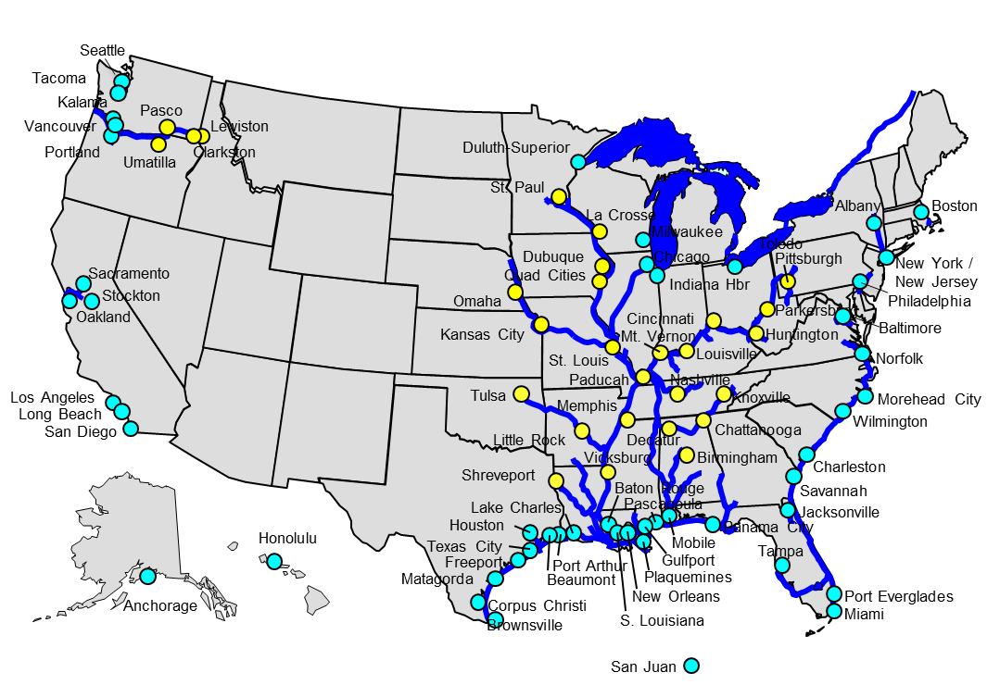 Seattle
Tacoma
Kalama
Pasco
Vancouver
Lewiston
Portland
Clarkston
Umatilla
Duluth-Superior
St. Paul
La Crosse
Albany
Boston
Milwaukee
Toledo
Dubuque
Chicago
Pittsburgh
Quad Cities
Indiana Hbr
New York /
New Jersey
Sacramento
Stockton
Oakland
Omaha
Philadelphia
Cincinnati
Parkersburg
Baltimore
Kansas City
Mt. Vernon
Huntington
St. Louis
Louisville
Norfolk
Paducah
Nashville
Los Angeles
Long Beach
San Diego
Tulsa
Memphis
Knoxville
Morehead City
Wilmington
Little Rock
Decatur
Chattanooga
Vicksburg
Birmingham
Charleston
Shreveport
Baton Rouge
Savannah
Lake Charles
Pascagoula
Jacksonville
Houston
Panama City
Honolulu
Texas City
Mobile
Freeport
Port Arthur
Gulfport
Tampa
Matagorda
Beaumont
Plaquemines
New Orleans
Port Everglades
Anchorage
Corpus Christi
Miami
Brownsville
S. Louisiana
San Juan